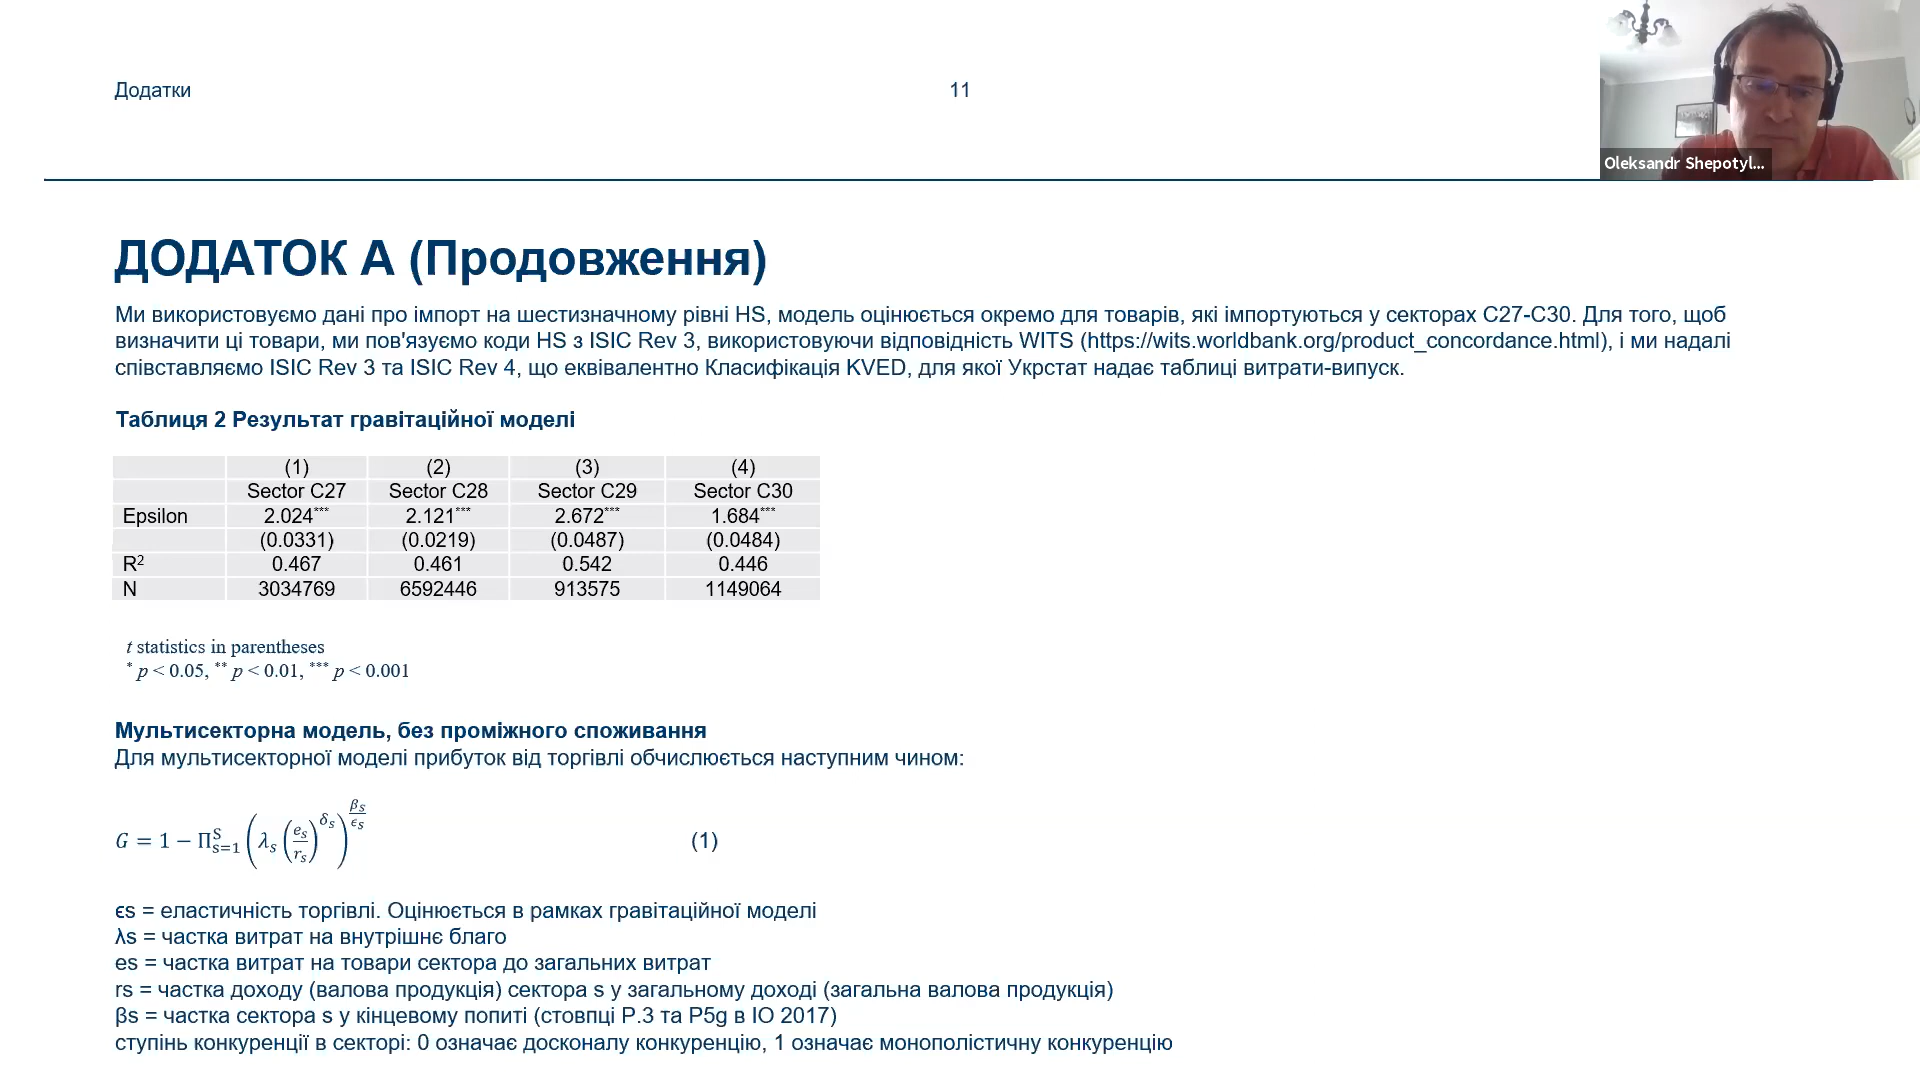 Додатки
11
Oleksandr Shepotyl...
ДОДАТОК А (Продовження)
Ми використовуємо дані про імпорт на шестизначному рівні HS, модель оцінюється окремо для товарів, які імпортуються у секторах C27-C30. Для того, щоб
визначити ці товари, ми пов'язуємо коди HS з ISIC Rev 3, використовуючи відповідність WITS (https://wits.worldbank.org/product_concordance.html), і ми надалі
співставляємо ISIC Rev 3 та ISIC Rev 4, що еквівалентно Класифікація KVED, для якої Укрстат надає таблиці витрати-випуск.
Таблиця 2 Результат гравітаційної моделі
(1) (2) (3) (4)
Sector C27 Sector C28 Sector C29 Sector C30
Epsilon 2.024*** 2.121*** 2.672*** 1.684***
(0.0331) (0.0219) (0.0487) (0.0484)
R² 0.467 0.461 0.542 0.446
N 3034769 6592446 913575 1149064
t statistics in parentheses
* p < 0.05, ** p < 0.01, *** p < 0.001
Мультисекторна модель, без проміжного споживання
Для мультисекторної моделі прибуток від торгівлі обчислюється наступним чином:
G = 1 − Π_{s=1}^{S} (λ_s (e_s/r_s)^{δ_s})^{β_s/ϵ_s} (1)
ϵs = еластичність торгівлі. Оцінюється в рамках гравітаційної моделі
λs = частка витрат на внутрішнє благо
es = частка витрат на товари сектора до загальних витрат
rs = частка доходу (валова продукція) сектора s у загальному доході (загальна валова продукція)
βs = частка сектора s у кінцевому попиті (стовпці P.3 та P5g в IO 2017)
ступінь конкуренції в секторі: 0 означає досконалу конкуренцію, 1 означає монополістичну конкуренцію